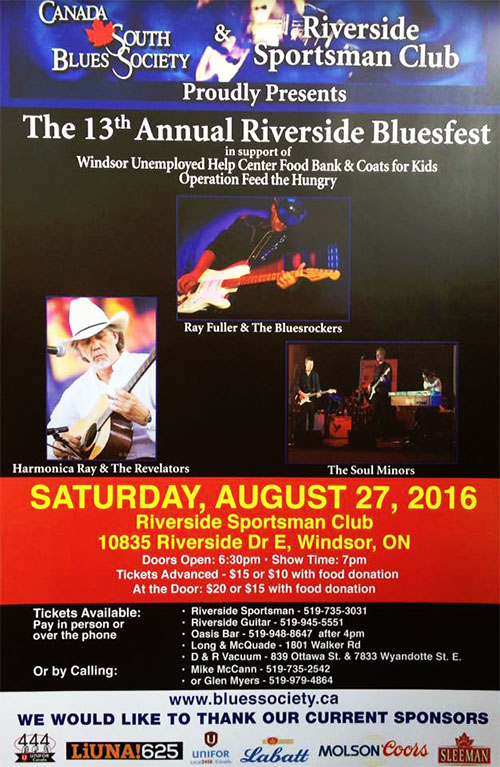 CANADA
SOUTH
BLUES SOCIETY
&
Riverside
Sportsman Club
Proudly Presents
The 13th Annual Riverside Bluesfest
in support of
Windsor Unemployed Help Center Food Bank & Coats for Kids
Operation Feed the Hungry
Ray Fuller & The Bluesrockers
Harmonica Ray & The Revelators
The Soul Minors
SATURDAY, AUGUST 27, 2016
Riverside Sportsman Club
10835 Riverside Dr E, Windsor, ON
Doors Open: 6:30pm · Show Time: 7pm
Tickets Advanced - $15 or $10 with food donation
At the Door: $20 or $15 with food donation
Tickets Available:
Pay in person or
over the phone
• Riverside Sportsman - 519-735-3031
• Riverside Guitar - 519-945-5551
• Oasis Bar - 519-948-8647 after 4pm
• Long & McQuade - 1801 Walker Rd
• D & R Vacuum - 839 Ottawa St. & 7833 Wyandotte St. E.
Or by Calling:
• Mike McCann - 519-735-2542
• or Glen Myers - 519-979-4864
www.bluessociety.ca
WE WOULD LIKE TO THANK OUR CURRENT SPONSORS
444
UNIFOR
Canada
LiUNA!625
UNIFOR
Local 2458 Canada
Labatt
MOLSON Coors
SLEEMAN